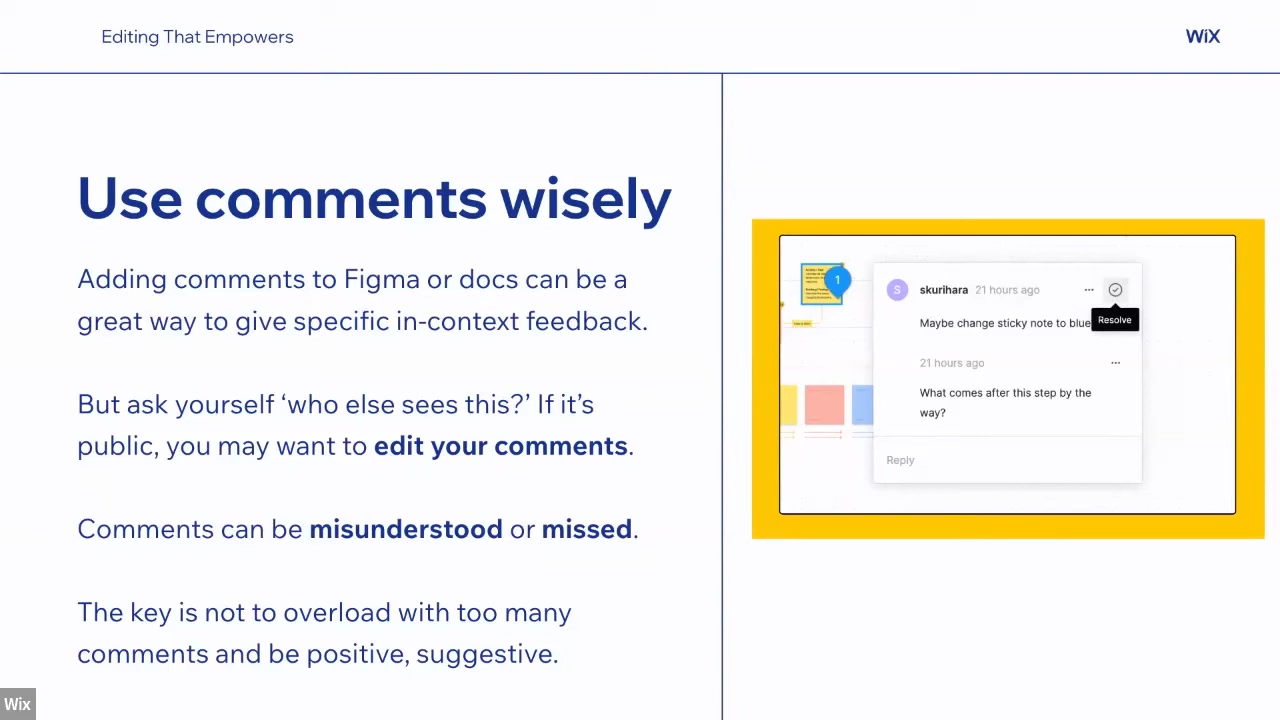 Editing That Empowers
WiX
Use comments wisely
Adding comments to Figma or docs can be a
great way to give specific in-context feedback.
But ask yourself ‘who else sees this?’ If it’s
public, you may want to edit your comments.
Comments can be misunderstood or missed.
The key is not to overload with too many
comments and be positive, suggestive.
1
S
skurihara 21 hours ago
Resolve
Maybe change sticky note to blue
21 hours ago
What comes after this step by the
way?
Reply
Wix